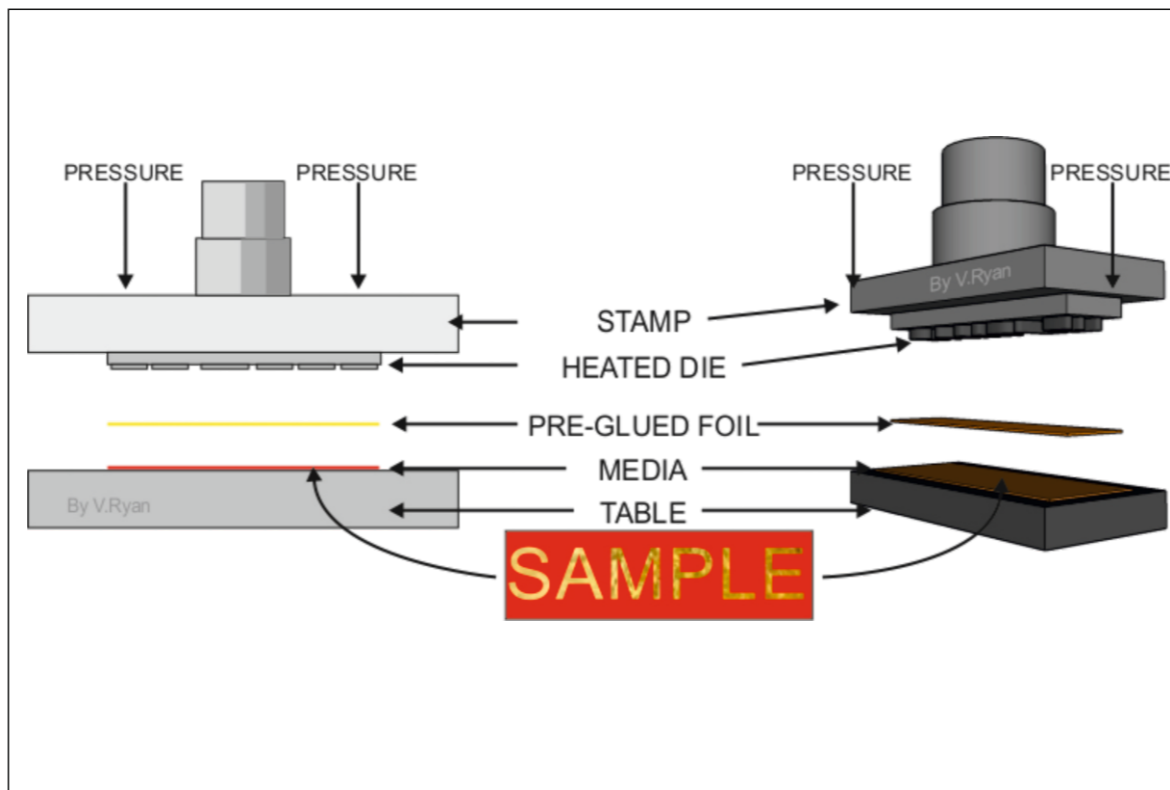 PRESSURE
PRESSURE
PRESSURE
PRESSURE
By V.Ryan
STAMP
HEATED DIE
PRE-GLUED FOIL
MEDIA
By V.Ryan
TABLE
SAMPLE